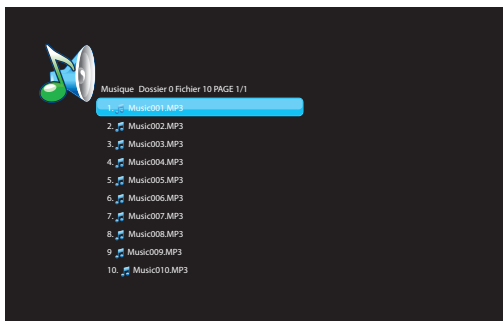 Musique Dossier 0 Fichier 10 PAGE 1/1
1. Music001.MP3
2. Music002.MP3
3. Music003.MP3
4. Music004.MP3
5. Music005.MP3
6. Music006.MP3
7. Music007.MP3
8. Music008.MP3
9 Music009.MP3
10. Music010.MP3